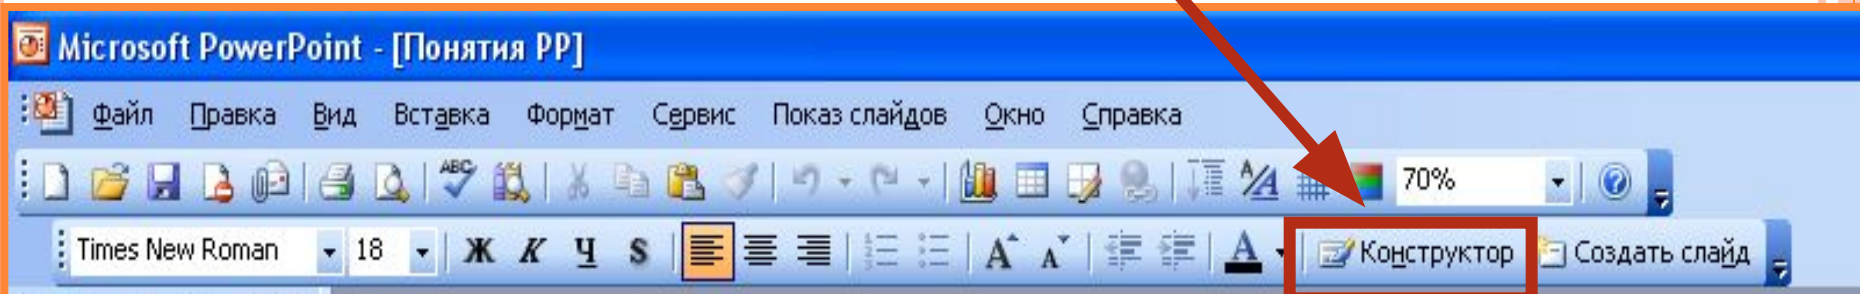 Microsoft PowerPoint - [Понятия PP]
Файл Правка Вид Вставка Формат Сервис Показ слайдов Окно Справка
ABC A/A 70% ?
Times New Roman 18 Ж К Ч S A A A Конструктор Создать слайд